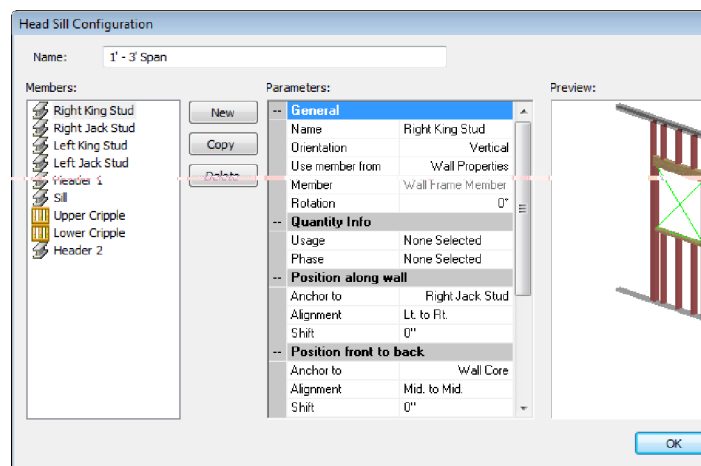 Head Sill Configuration
Name: 1' - 3' Span
Members: Parameters: Preview:
Right King Stud
Right Jack Stud
Left King Stud
Left Jack Stud
Header 1
Sill
Upper Cripple
Lower Cripple
Header 2
New
Copy
Delete
-- General
Name Right King Stud
Orientation Vertical
Use member from Wall Properties
Member Wall Frame Member
Rotation 0°
-- Quantity Info
Usage None Selected
Phase None Selected
-- Position along wall
Anchor to Right Jack Stud
Alignment Lt. to Rt.
Shift 0"
-- Position front to back
Anchor to Wall Core
Alignment Mid. to Mid.
Shift 0"
OK